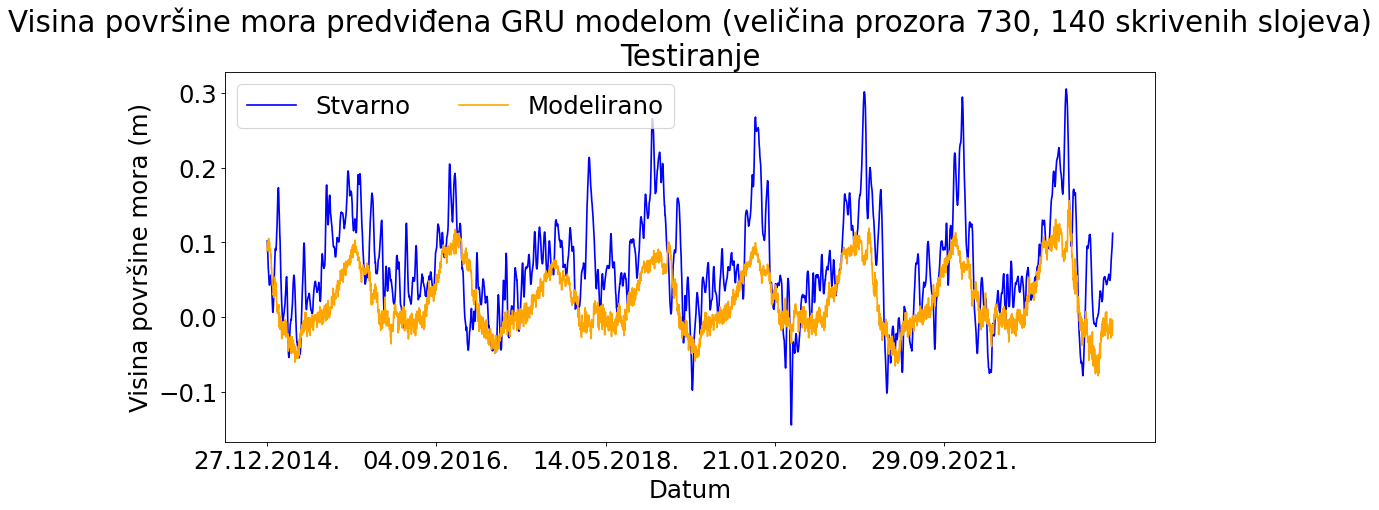 Visina površine mora predviđena GRU modelom (veličina prozora 730, 140 skrivenih slojeva)
Testiranje
Stvarno
Modelirano
Visina površine mora (m)
0.3
0.2
0.1
0.0
−0.1
27.12.2014.
04.09.2016.
14.05.2018.
21.01.2020.
29.09.2021.
Datum